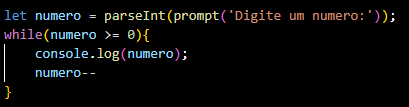 let numero = parseInt(prompt('Digite um numero:'));
while(numero >= 0){
    console.log(numero);
    numero--
}